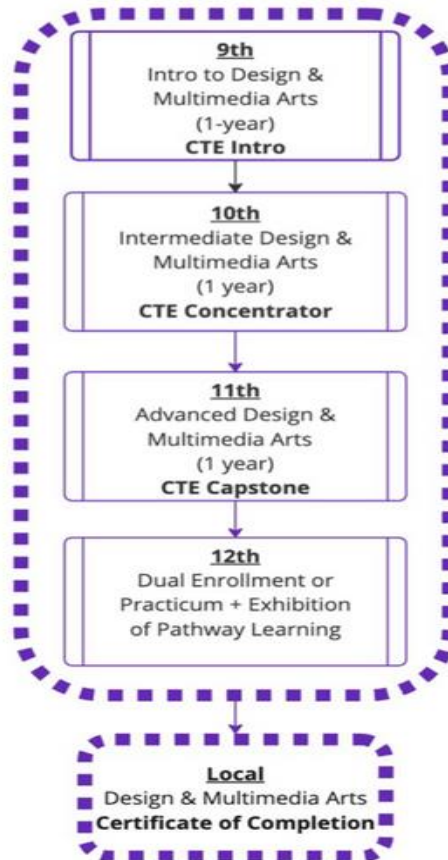 9th
Intro to Design &
Multimedia Arts
(1-year)
CTE Intro
10th
Intermediate Design &
Multimedia Arts
(1 year)
CTE Concentrator
11th
Advanced Design &
Multimedia Arts
(1 year)
CTE Capstone
12th
Dual Enrollment or
Practicum + Exhibition
of Pathway Learning
Local
Design & Multimedia Arts
Certificate of Completion